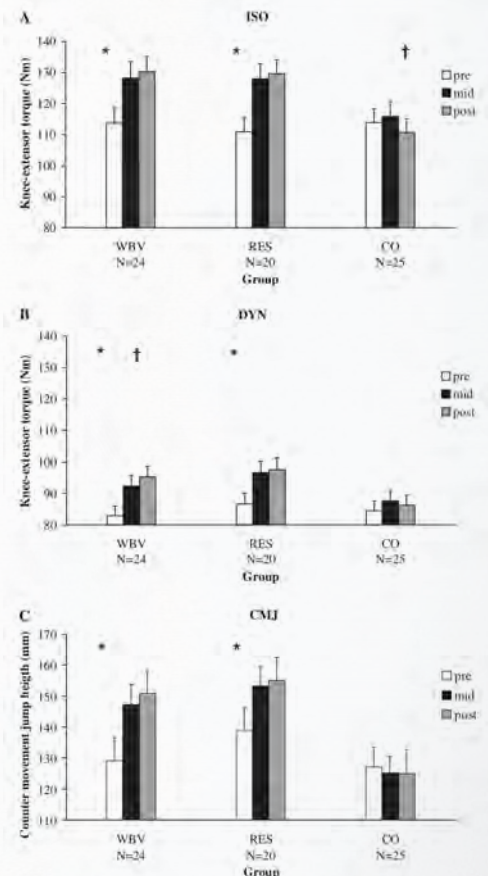 A
ISO
Knee-extensor torque (Nm)
140
130
120
110
100
90
80
*
*
†
pre
mid
post
WBV
RES
CO
N=24
N=20
N=25
Group
B
DYN
Knee-extensor torque (Nm)
140
130
120
110
100
90
80
*
†
*
pre
mid
post
WBV
RES
CO
N=24
N=20
N=25
Group
C
CMJ
Counter movement jump heigth (mm)
170
160
150
140
130
120
110
*
*
pre
mid
post
WBV
RES
CO
N=24
N=20
N=25
Group